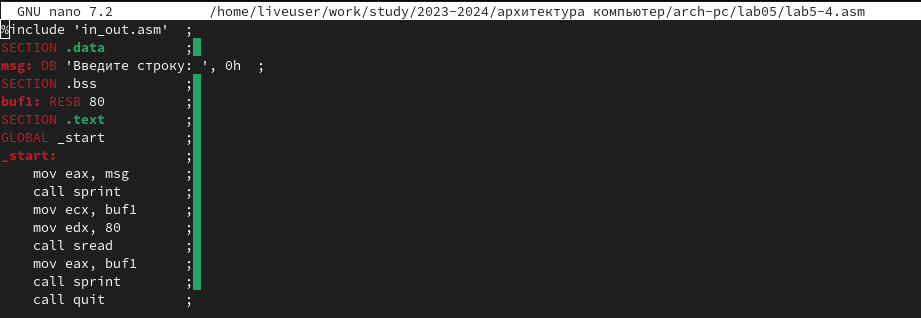 GNU nano 7.2 /home/liveuser/work/study/2023-2024/архитектура компьютер/arch-pc/lab05/lab5-4.asm
%include 'in_out.asm' ;
SECTION .data ;
msg: DB 'Введите строку: ', 0h ;
SECTION .bss ;
buf1: RESB 80 ;
SECTION .text ;
GLOBAL _start ;
_start: ;
mov eax, msg ;
call sprint ;
mov ecx, buf1 ;
mov edx, 80 ;
call sread ;
mov eax, buf1 ;
call sprint ;
call quit ;